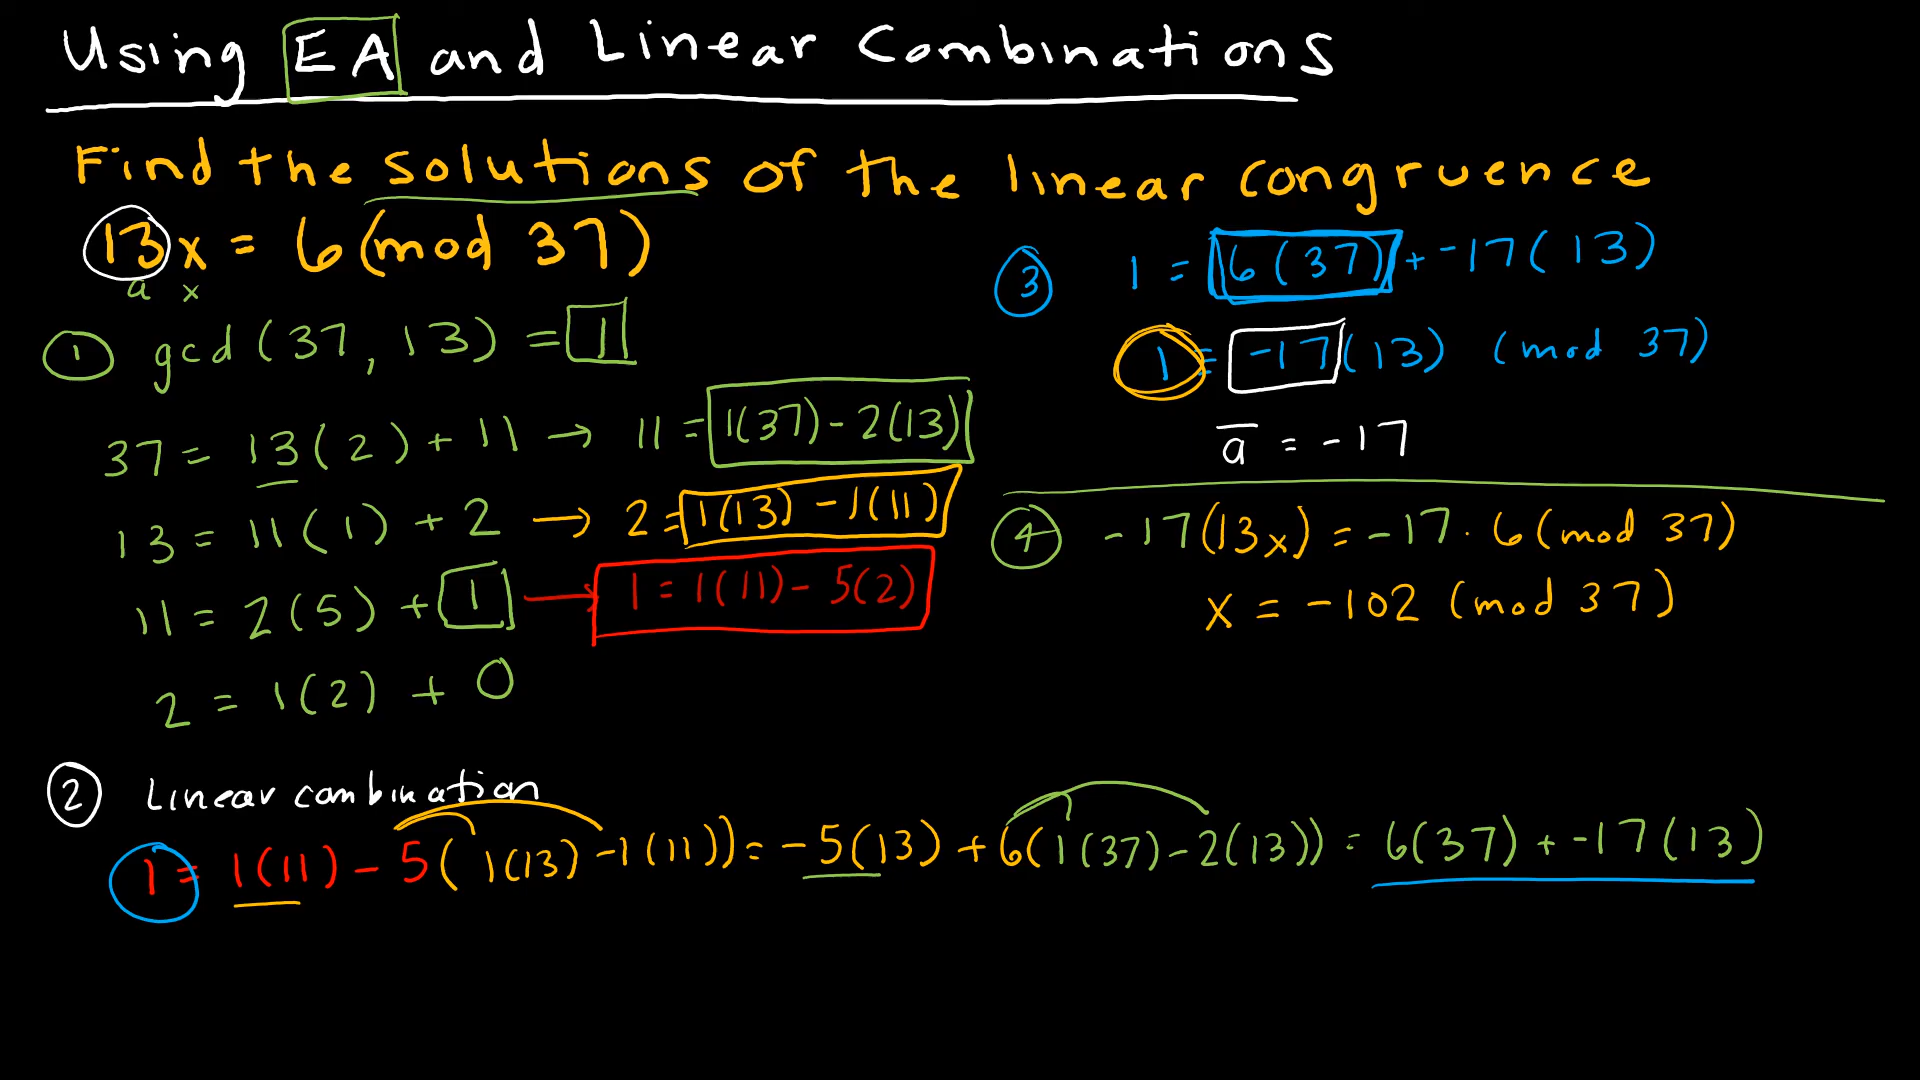 Using EA and Linear Combinations
Find the solutions of the linear congruence
13x = 6 (mod 37)
a x
① gcd (37, 13) = 1
37 = 13(2) + 11 → 11 = 1(37) - 2(13)
13 = 11(1) + 2 → 2 = 1(13) - 1(11)
11 = 2(5) + 1 → 1 = 1(11) - 5(2)
2 = 1(2) + 0
② Linear combination
1 = 1(11) - 5(1(13) - 1(11)) = -5(13) + 6(1(37) - 2(13)) = 6(37) + -17(13)
③ 1 = 6(37) + -17(13)
1 ≡ -17(13) (mod 37)
a̅ = -17
④ -17(13x) = -17 · 6 (mod 37)
x = -102 (mod 37)